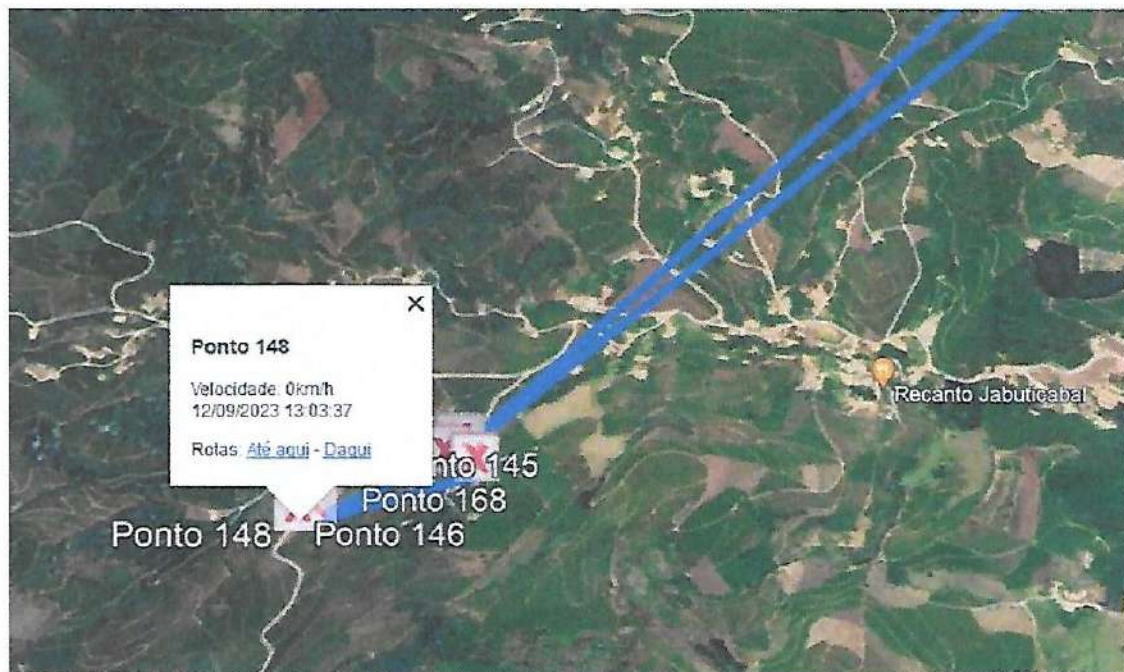 Ponto 148
Velocidade: 0km/h
12/09/2023 13:03:37
Rotas: Até aqui - Daqui
Recanto Jabuticabal
nto 145
Ponto 168
Ponto 148
Ponto 146